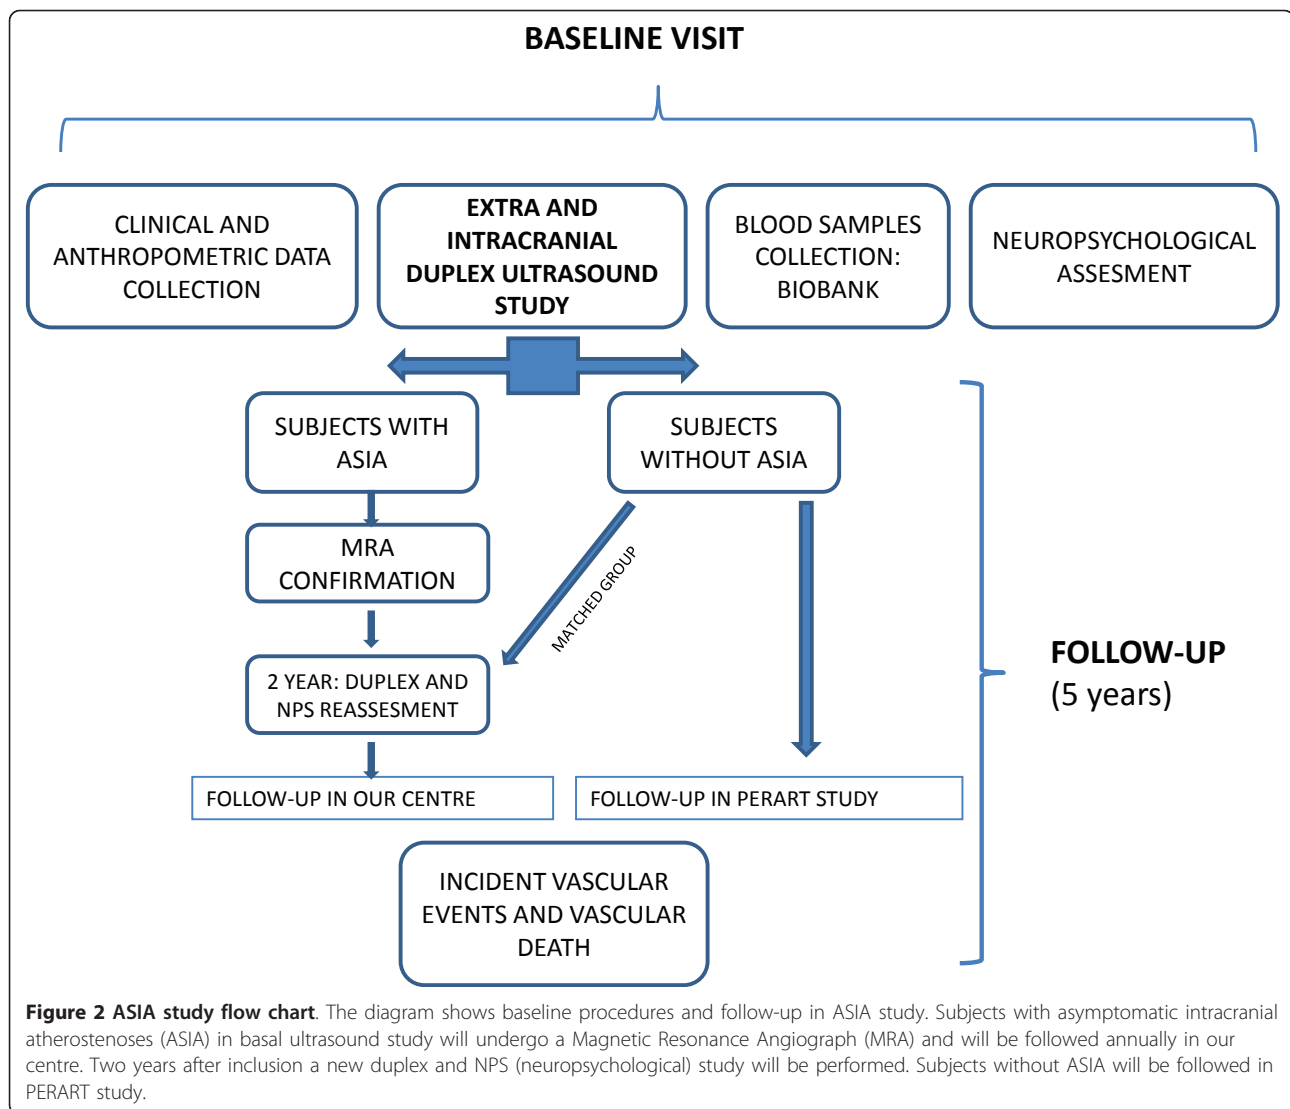 BASELINE VISIT
CLINICAL AND
ANTHROPOMETRIC DATA
COLLECTION
EXTRA AND
INTRACRANIAL
DUPLEX ULTRASOUND
STUDY
BLOOD SAMPLES
COLLECTION:
BIOBANK
NEUROPSYCHOLOGICAL
ASSESMENT
SUBJECTS WITH
ASIA
SUBJECTS
WITHOUT ASIA
MRA
CONFIRMATION
MATCHED GROUP
2 YEAR: DUPLEX AND
NPS REASSESMENT
FOLLOW-UP
(5 years)
FOLLOW-UP IN OUR CENTRE
FOLLOW-UP IN PERART STUDY
INCIDENT VASCULAR
EVENTS AND VASCULAR
DEATH
Figure 2 ASIA study flow chart. The diagram shows baseline procedures and follow-up in ASIA study. Subjects with asymptomatic intracranial
atherostenoses (ASIA) in basal ultrasound study will undergo a Magnetic Resonance Angiograph (MRA) and will be followed annually in our
centre. Two years after inclusion a new duplex and NPS (neuropsychological) study will be performed. Subjects without ASIA will be followed in
PERART study.